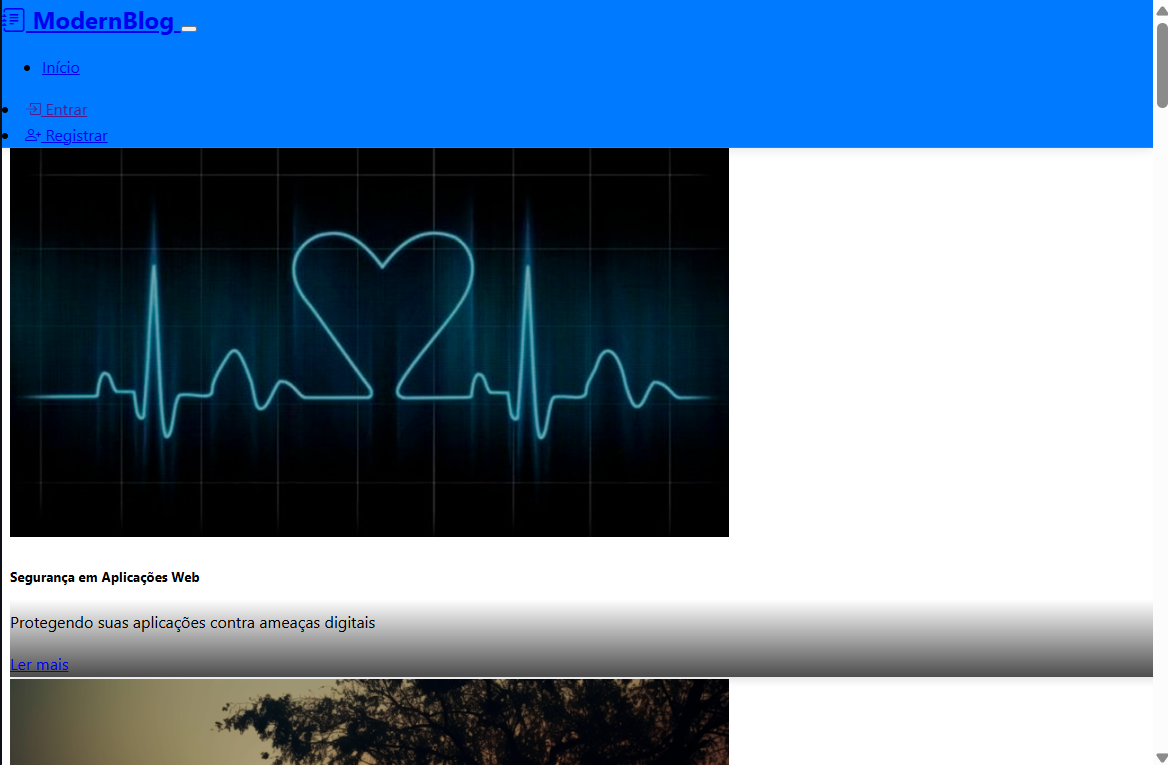 ModernBlog
Início
Entrar
Registrar
Segurança em Aplicações Web
Protegendo suas aplicações contra ameaças digitais
Ler mais